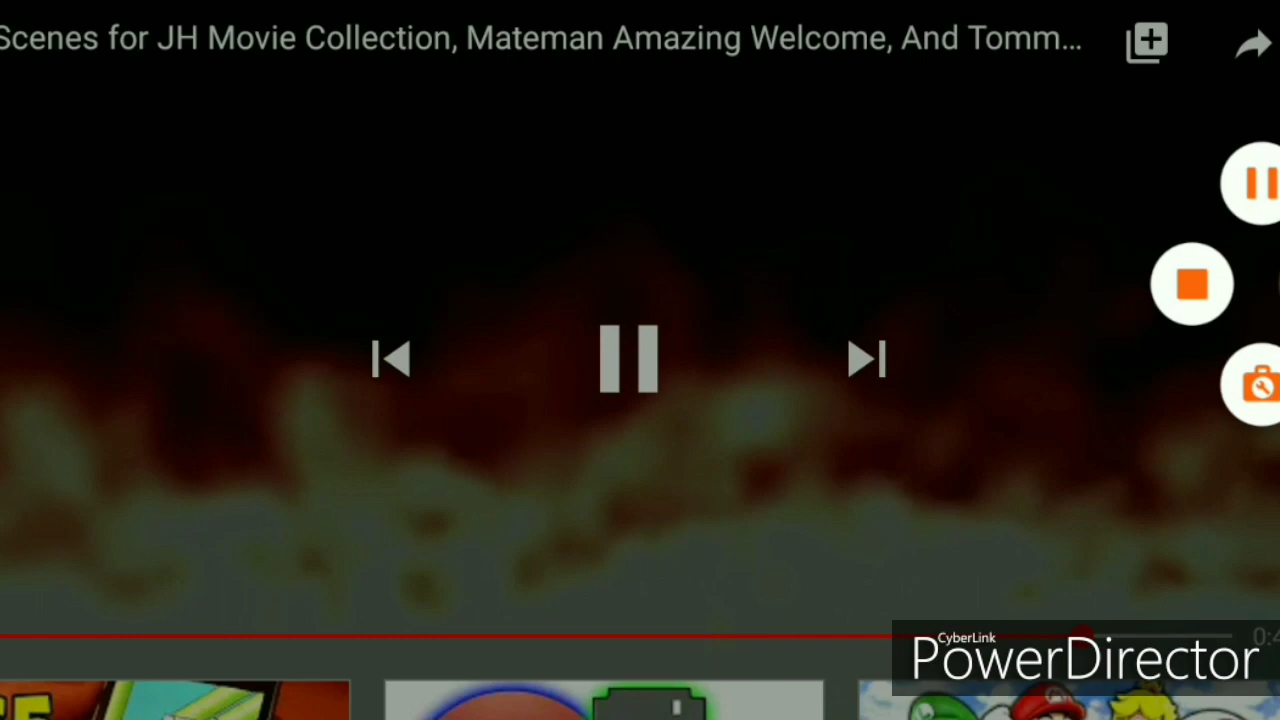 Scenes for JH Movie Collection, Mateman Amazing Welcome, And Tomm...
CyberLink
PowerDirector